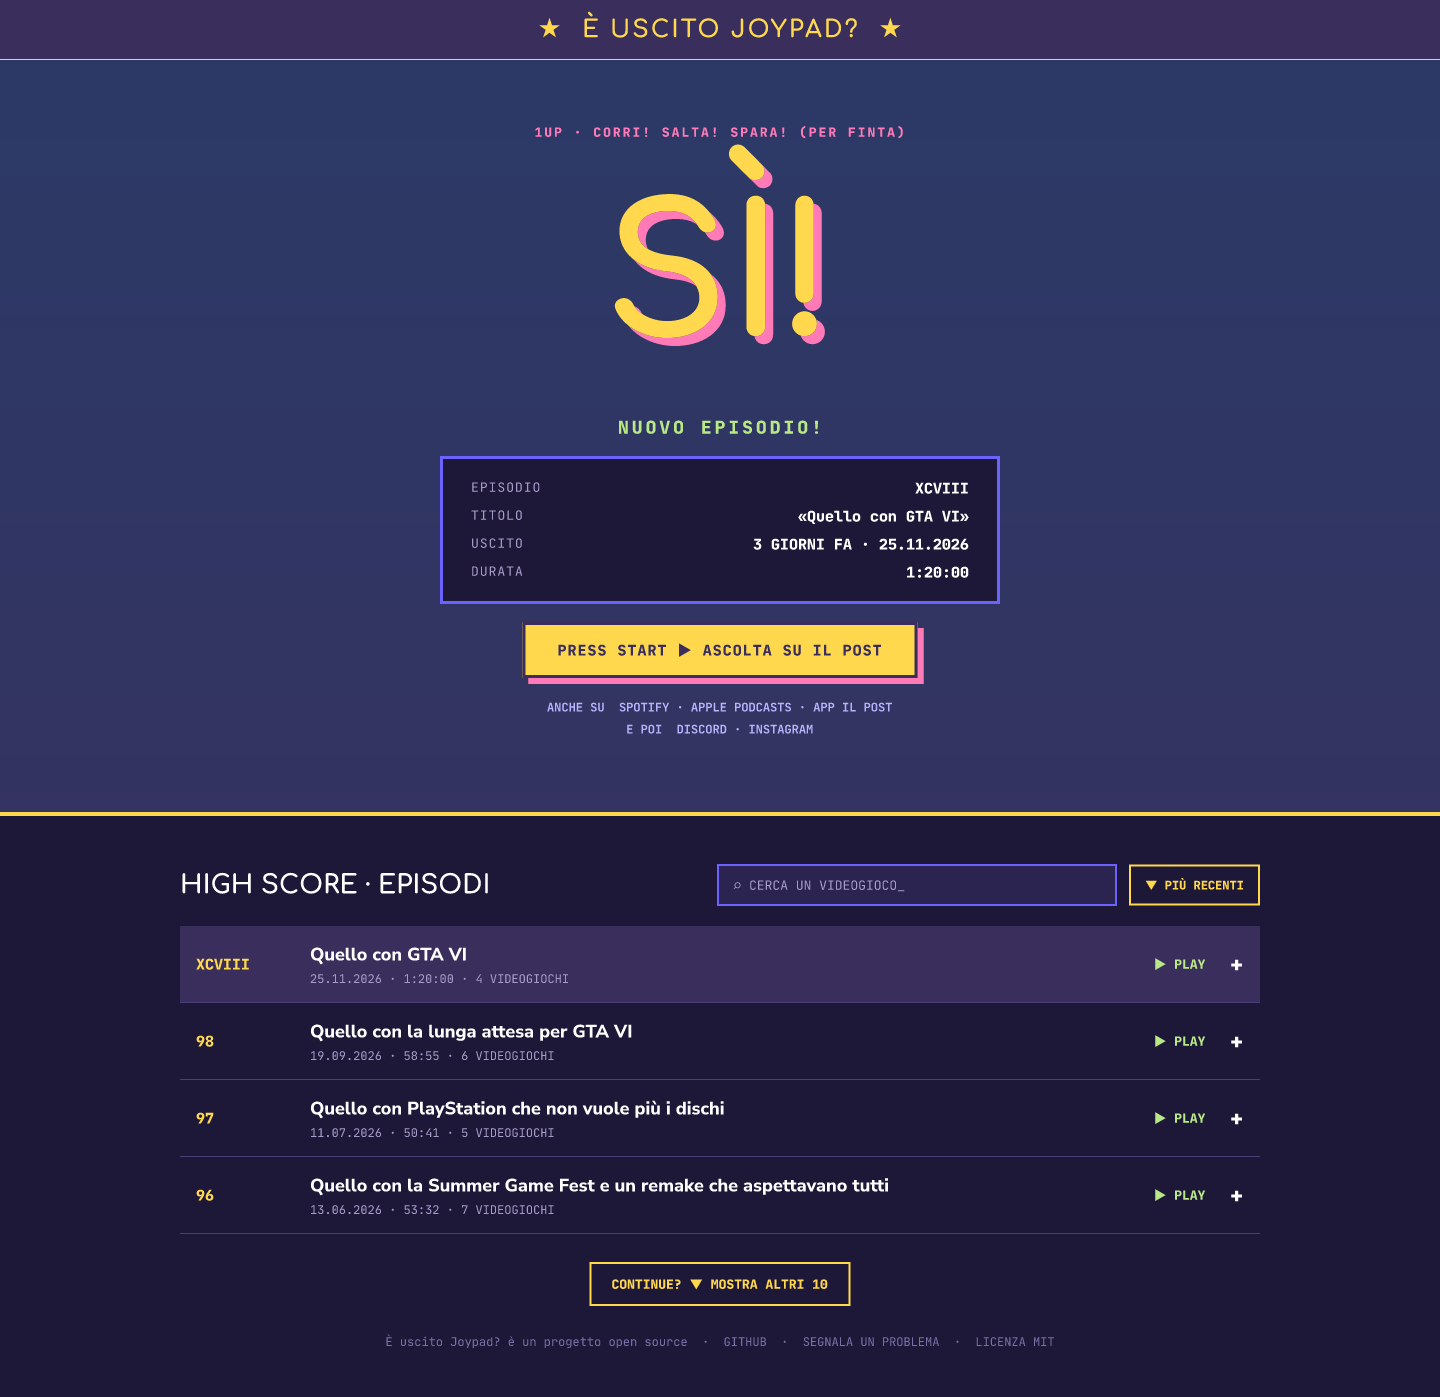 ★ È USCITO JOYPAD? ★
1UP · CORRI! SALTA! SPARA! (PER FINTA)
SÌ!
NUOVO EPISODIO!
EPISODIO XCVIII
TITOLO «Quello con GTA VI»
USCITO 3 GIORNI FA · 25.11.2026
DURATA 1:20:00
PRESS START ▶ ASCOLTA SU IL POST
ANCHE SU SPOTIFY · APPLE PODCASTS · APP IL POST
E POI DISCORD · INSTAGRAM
HIGH SCORE · EPISODI
⌕ CERCA UN VIDEOGIOCO_
▼ PIÙ RECENTI
XCVIII
Quello con GTA VI
25.11.2026 · 1:20:00 · 4 VIDEOGIOCHI
▶ PLAY +
98
Quello con la lunga attesa per GTA VI
19.09.2026 · 58:55 · 6 VIDEOGIOCHI
▶ PLAY +
97
Quello con PlayStation che non vuole più i dischi
11.07.2026 · 50:41 · 5 VIDEOGIOCHI
▶ PLAY +
96
Quello con la Summer Game Fest e un remake che aspettavano tutti
13.06.2026 · 53:32 · 7 VIDEOGIOCHI
▶ PLAY +
CONTINUE? ▼ MOSTRA ALTRI 10
È uscito Joypad? è un progetto open source · GITHUB · SEGNALA UN PROBLEMA · LICENZA MIT